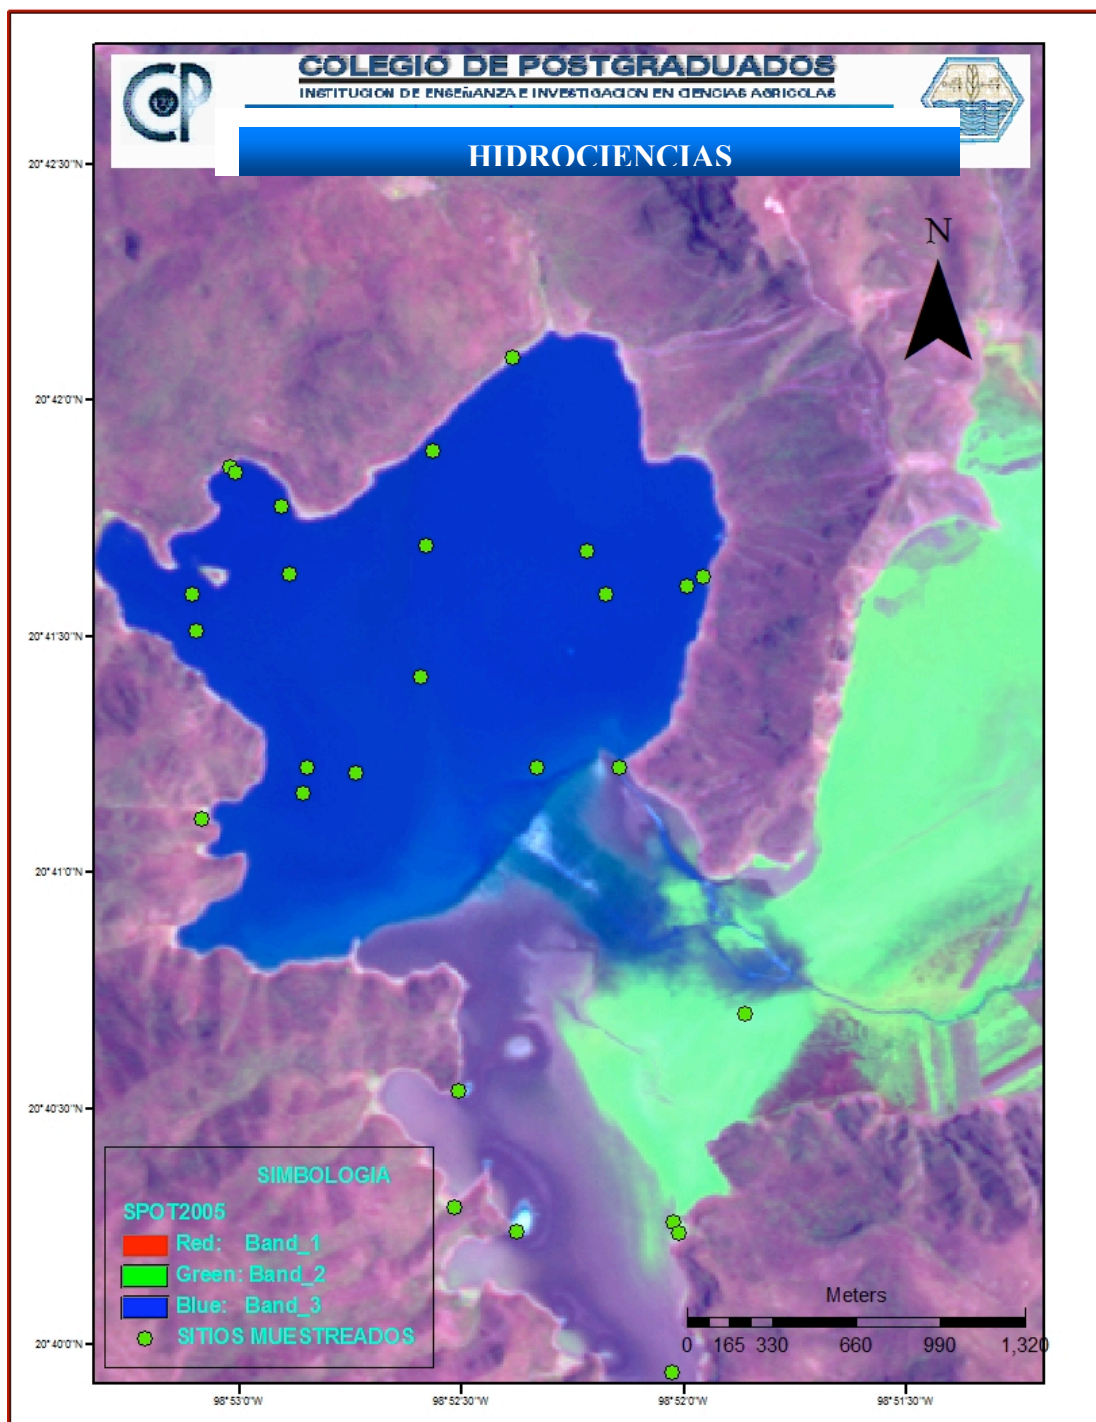 COLEGIO DE POSTGRADUADOS
INSTITUCION DE ENSEÑANZA E INVESTIGACION EN CIENCIAS AGRICOLAS
CP
HIDROCIENCIAS
N
20°42'30"N
20°42'0"N
20°41'30"N
20°41'0"N
20°40'30"N
20°40'0"N
SIMBOLOGIA
SPOT2005
Red: Band_1
Green: Band_2
Blue: Band_3
SITIOS MUESTREADOS
Meters
0 165 330 660 990 1,320
98°53'0"W 98°52'30"W 98°52'0"W 98°51'30"W